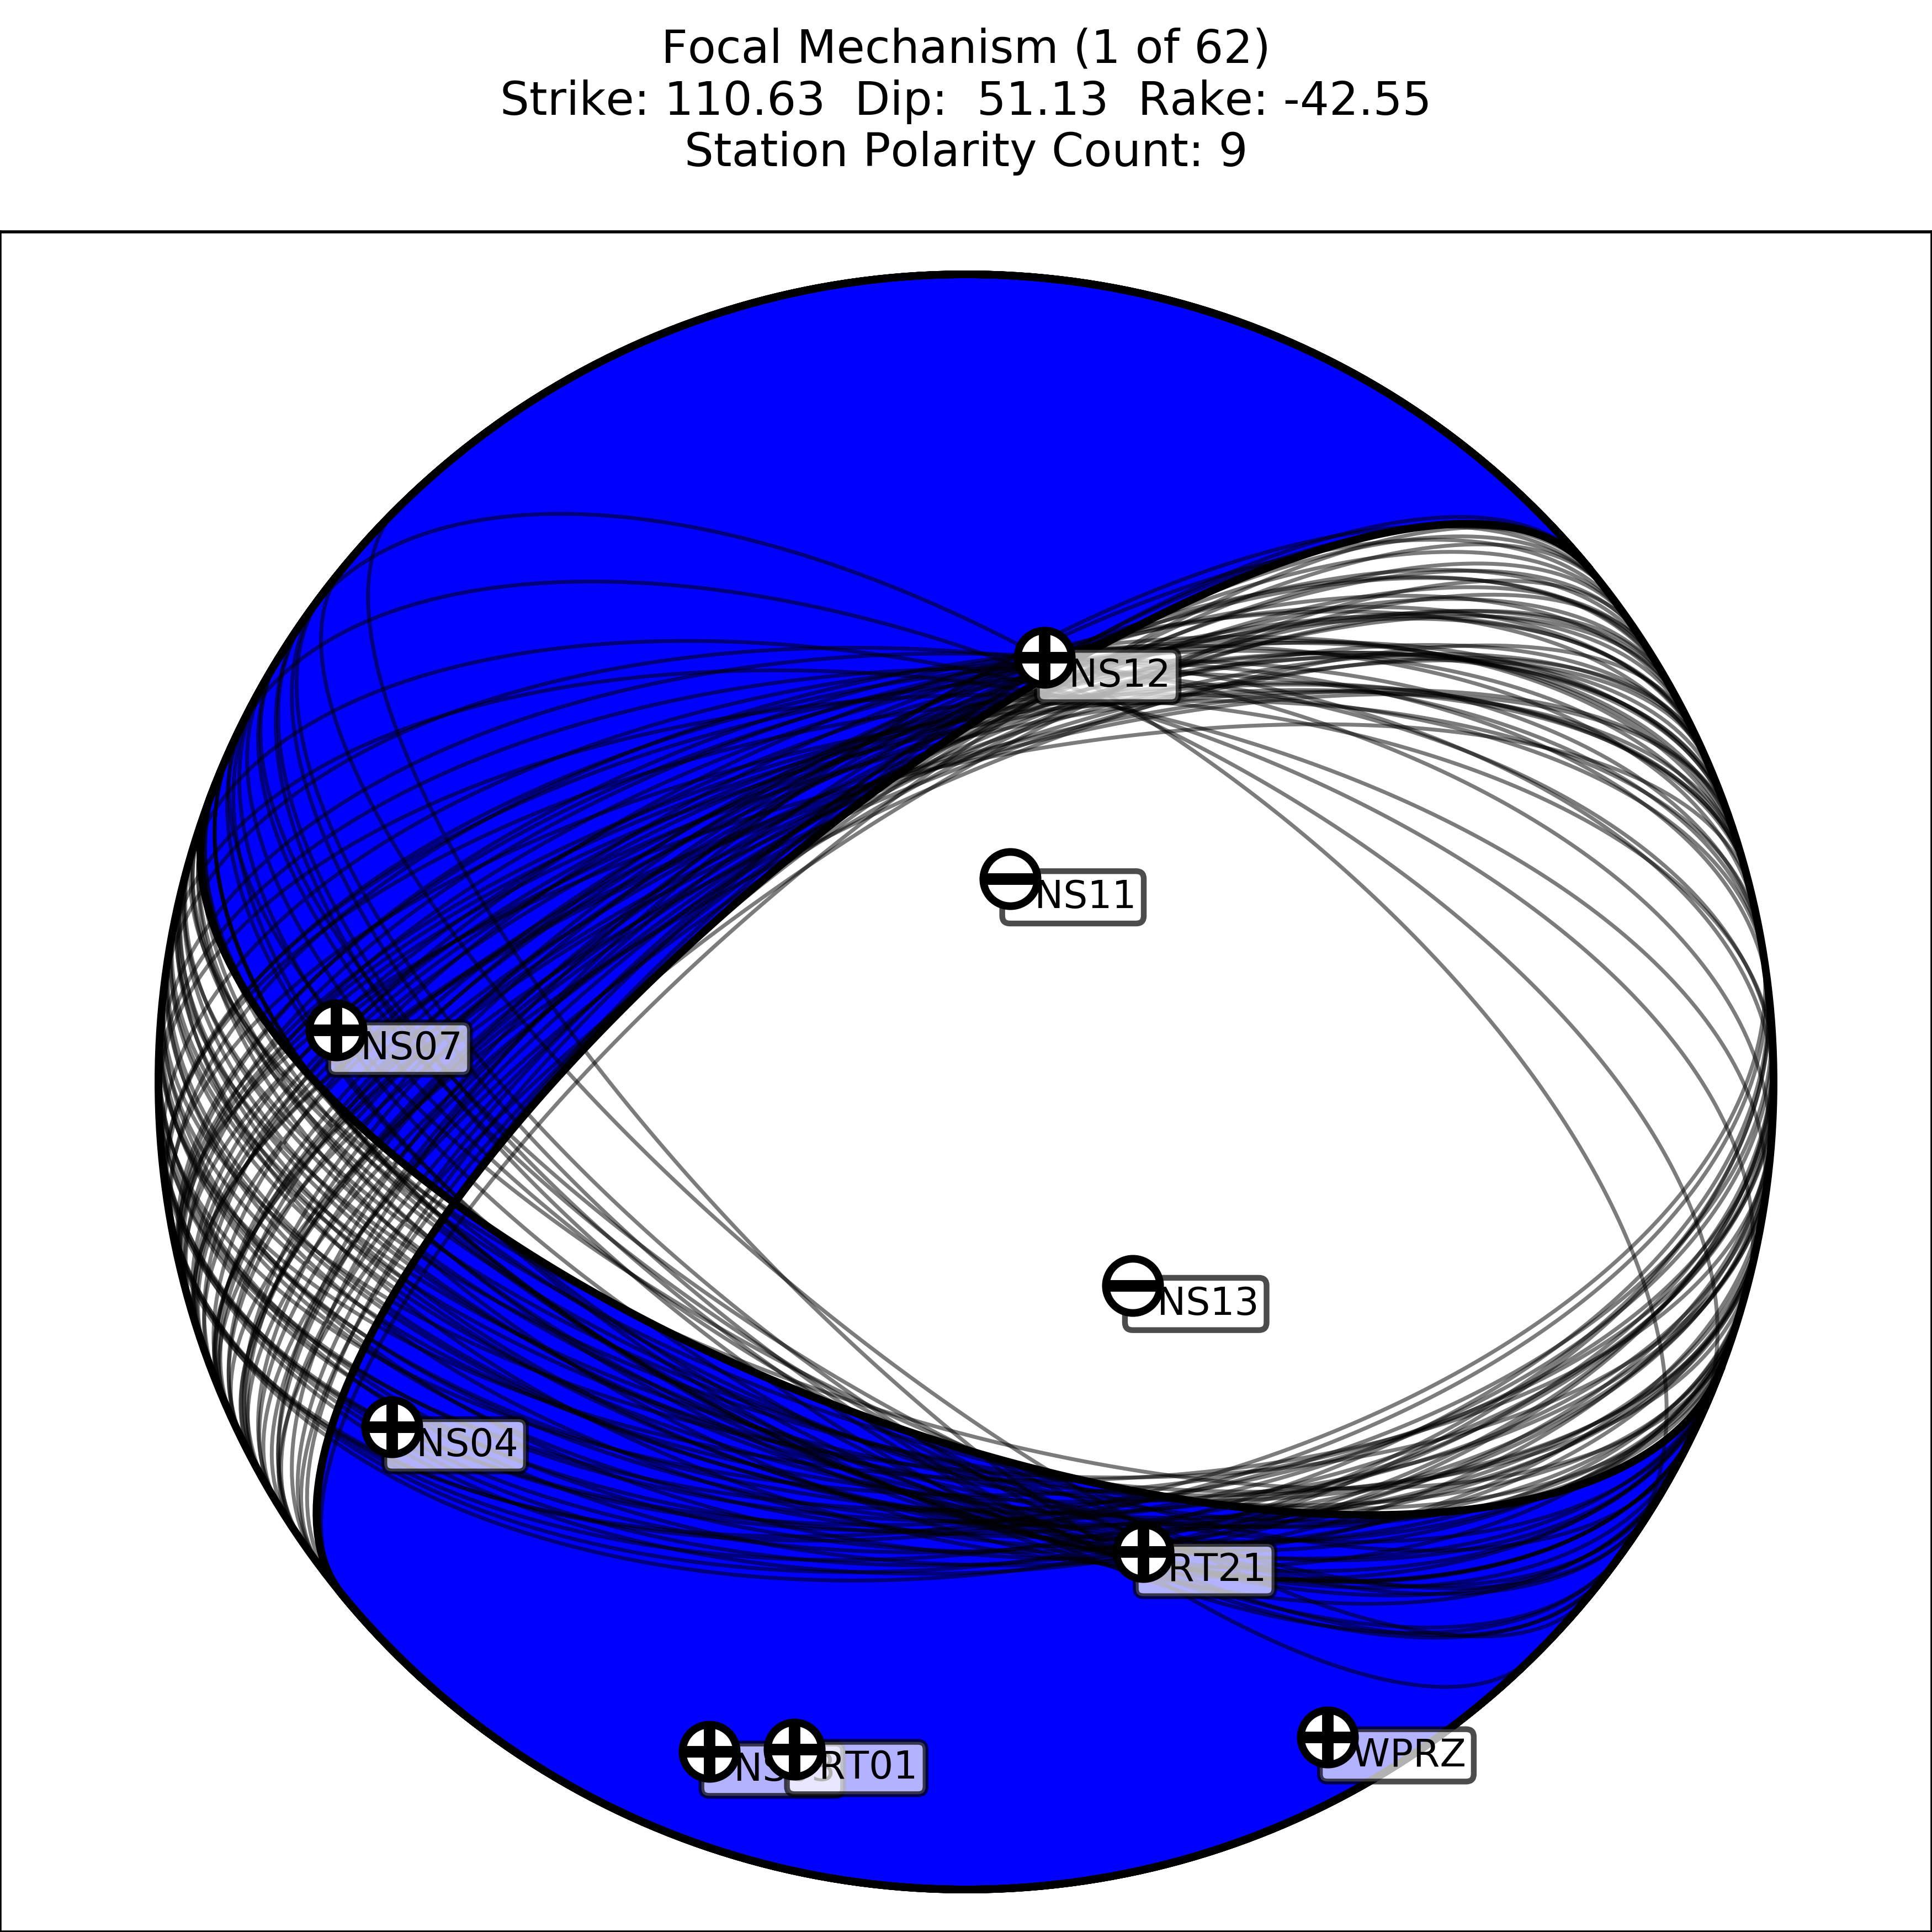 Focal Mechanism (1 of 62)
Strike: 110.63 Dip: 51.13 Rake: -42.55
Station Polarity Count: 9
NS12
NS11
NS07
NS13
NS04
RT21
RT01
WPRZ